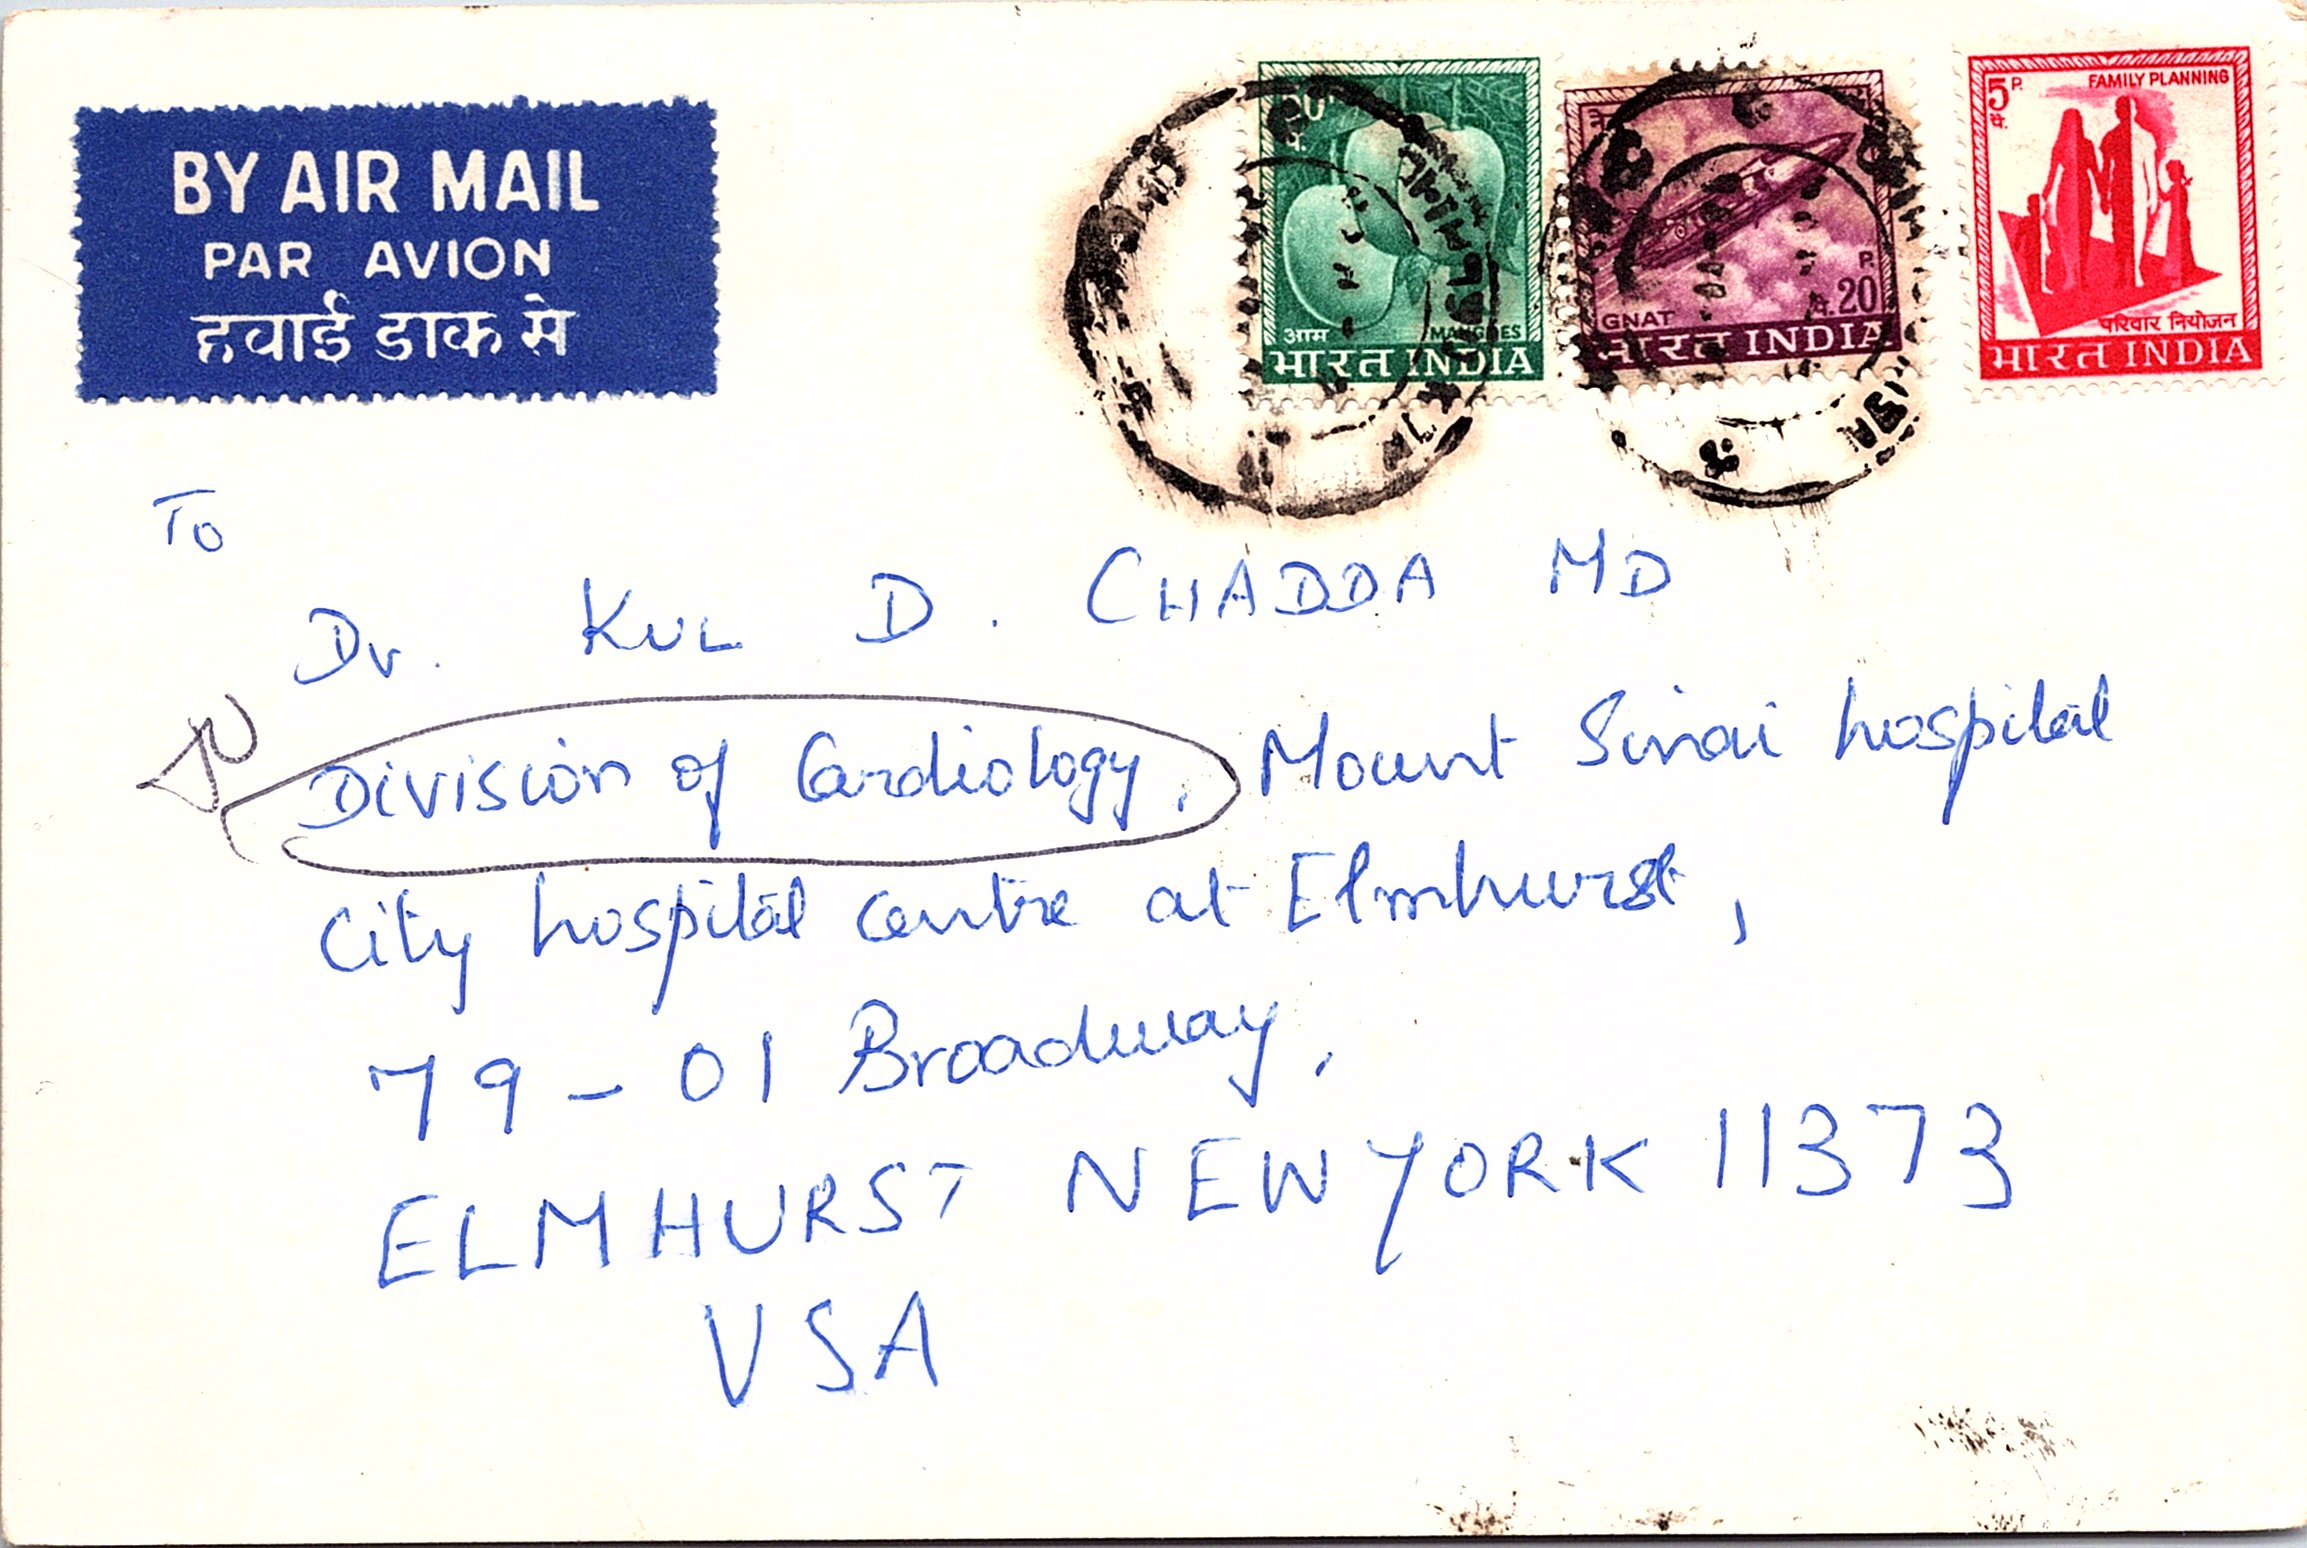 BY AIR MAIL
PAR AVION
हवाई डाक से
50
आम MANGOES
भारत INDIA
P.
पै. 20
GNAT
भारत INDIA
5 P.
पै.
FAMILY PLANNING
परिवार नियोजन
भारत INDIA
To
Dr. KUL D. CHADDA MD
Division of Cardiology, Mount Sinai hospital
City hospital centre at Elmhurst,
79-01 Broadway,
ELMHURST NEW YORK 11373
USA